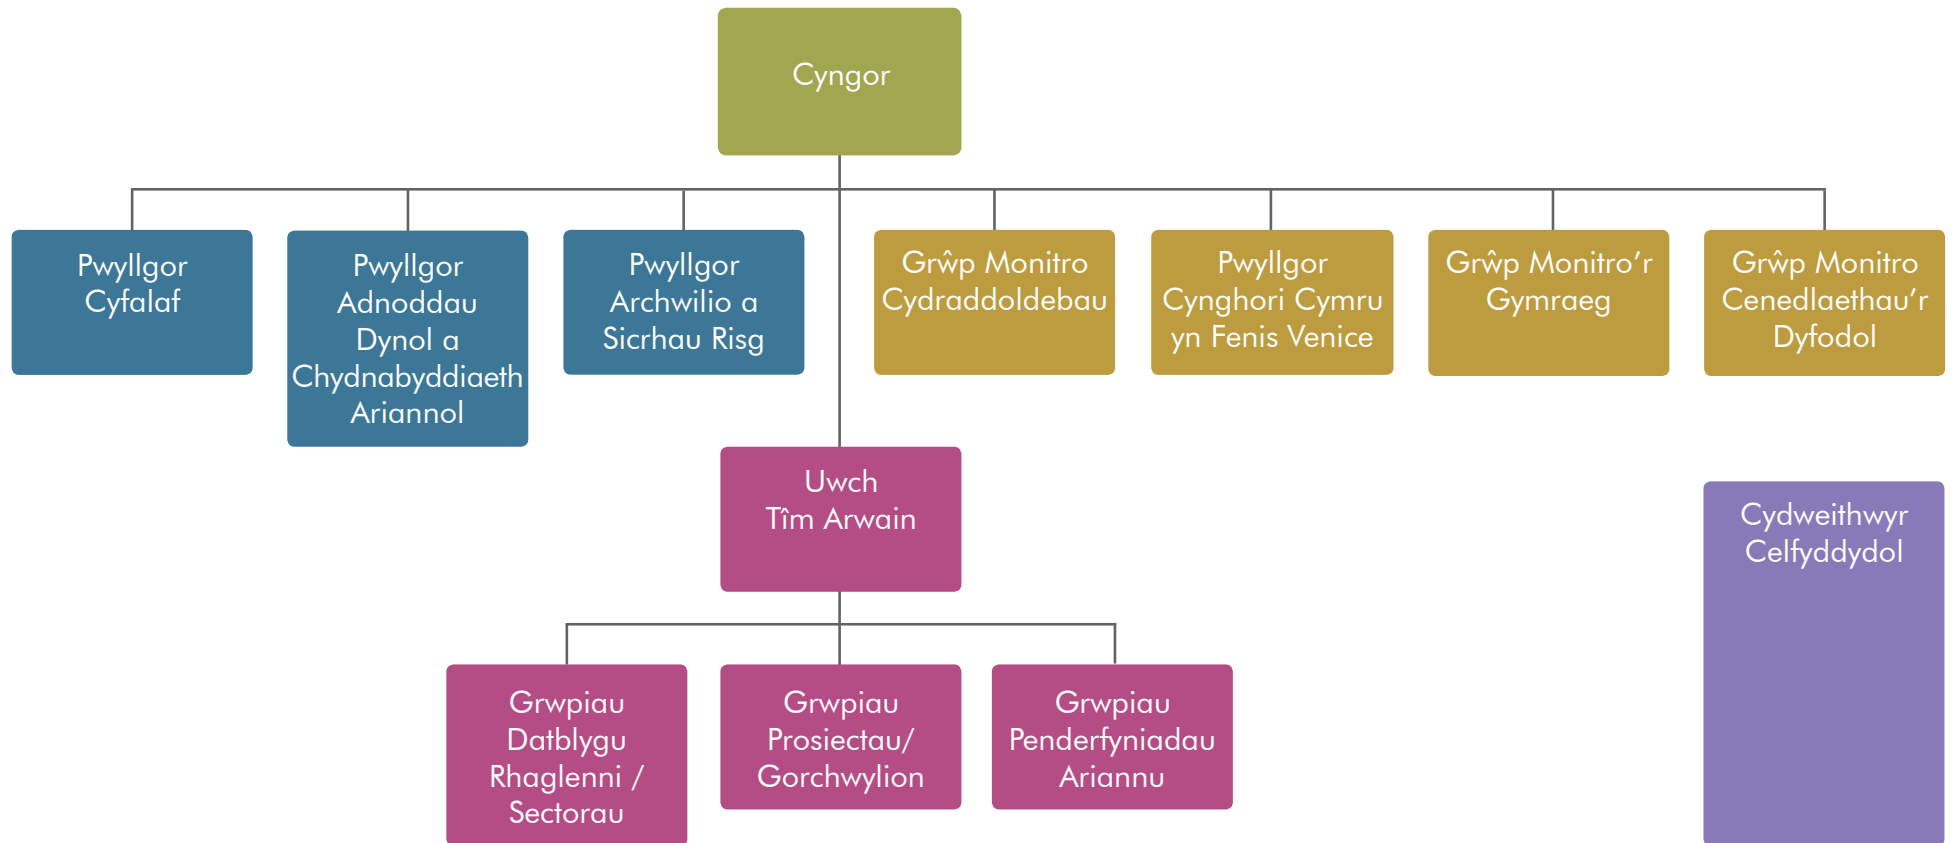 Cyngor
Pwyllgor
Cyfalaf
Pwyllgor
Adnoddau
Dynol a
Chydnabyddiaeth
Ariannol
Pwyllgor
Archwilio a
Sicrhau Risg
Grŵp Monitro
Cydraddoldebau
Pwyllgor
Cynghori Cymru
yn Fenis Venice
Grŵp Monitro’r
Gymraeg
Grŵp Monitro
Cenedlaethau’r
Dyfodol
Uwch
Tîm Arwain
Cydweithwyr
Celfyddydol
Grwpiau
Datblygu
Rhaglenni /
Sectorau
Grwpiau
Prosiectau/
Gorchwylion
Grwpiau
Penderfyniadau
Ariannu